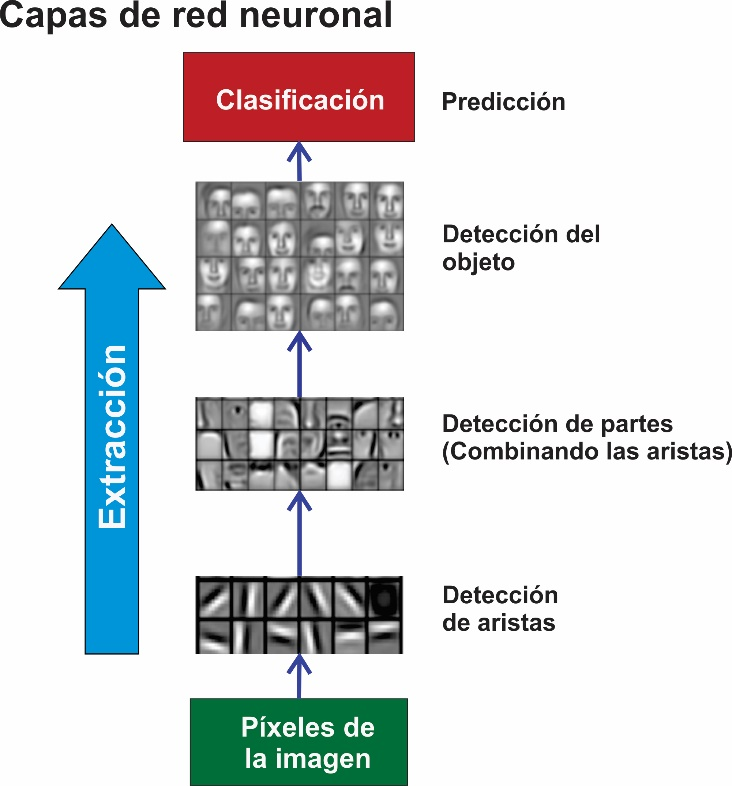 Capas de red neuronal
Clasificación
Predicción
Detección del
objeto
Detección de partes
(Combinando las aristas)
Extracción
Detección
de aristas
Píxeles de
la imagen